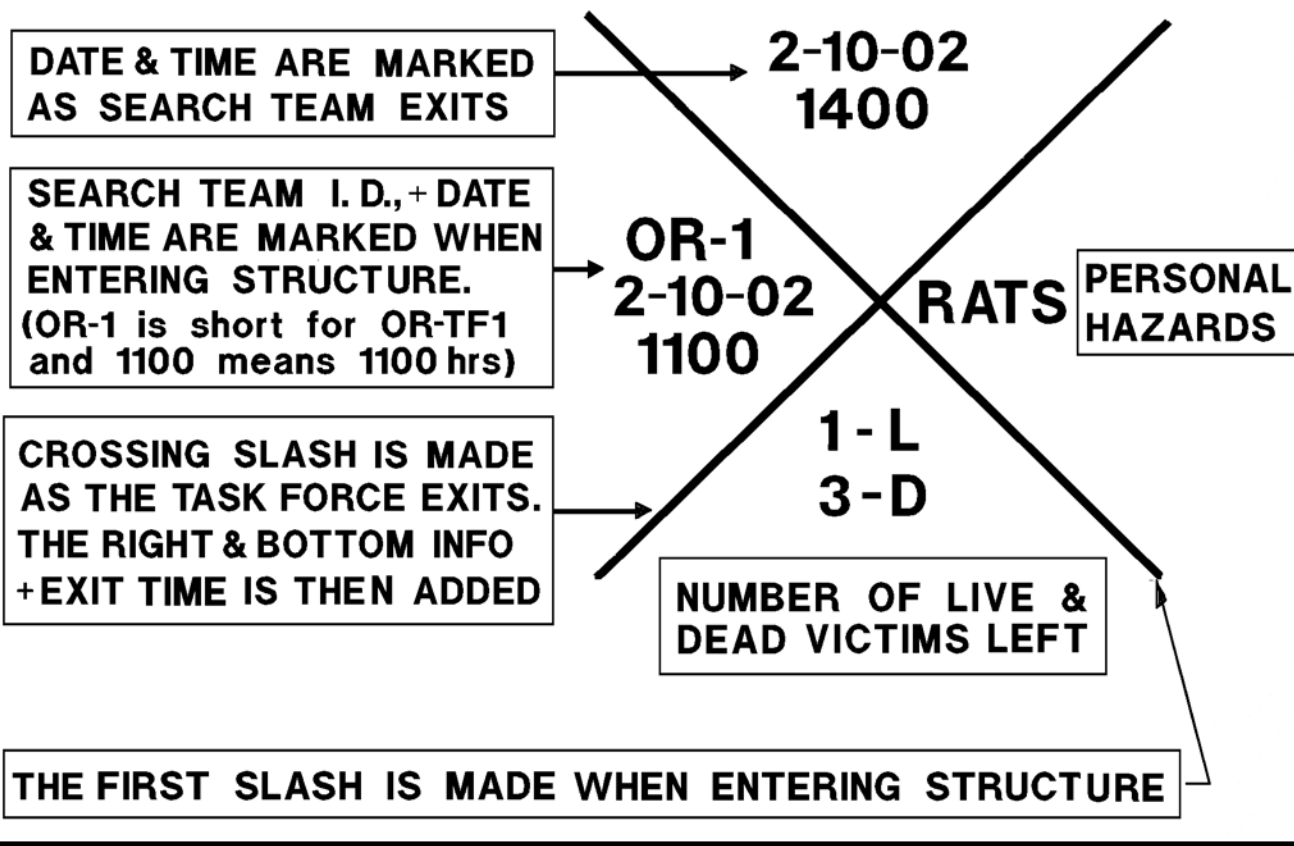 DATE & TIME ARE MARKED
AS SEARCH TEAM EXITS
2-10-02
1400
SEARCH TEAM I. D., + DATE
& TIME ARE MARKED WHEN
ENTERING STRUCTURE.
(OR-1 is short for OR-TF1
and 1100 means 1100 hrs)
OR-1
2-10-02
1100
RATS
PERSONAL
HAZARDS
1 - L
3 - D
CROSSING SLASH IS MADE
AS THE TASK FORCE EXITS.
THE RIGHT & BOTTOM INFO
+EXIT TIME IS THEN ADDED
NUMBER OF LIVE &
DEAD VICTIMS LEFT
THE FIRST SLASH IS MADE WHEN ENTERING STRUCTURE